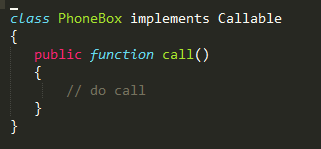 class PhoneBox implements Callable
{
public function call()
{
// do call
}
}